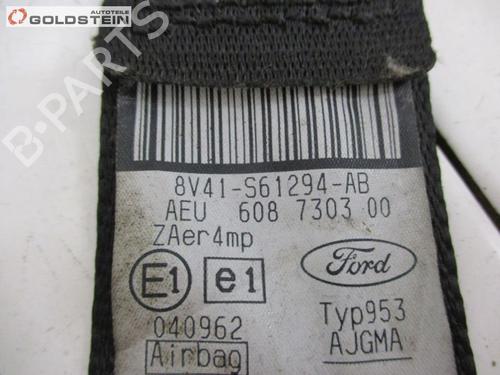 AUTOTEILE
GOLDSTEIN
B-PARTS
8V41-S61294-AB
AEU 608 7303 00
ZAer4mp
E1 e1
Ford
040962
Typ953
Airbag
AJGMA